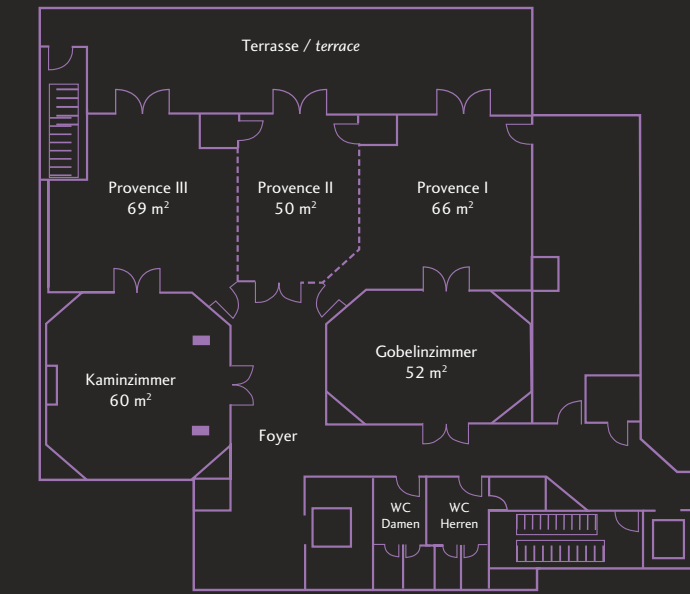 Terrasse / terrace
Provence III
69 m²
Provence II
50 m²
Provence I
66 m²
Kaminzimmer
60 m²
Gobelinzimmer
52 m²
Foyer
WC
Damen
WC
Herren